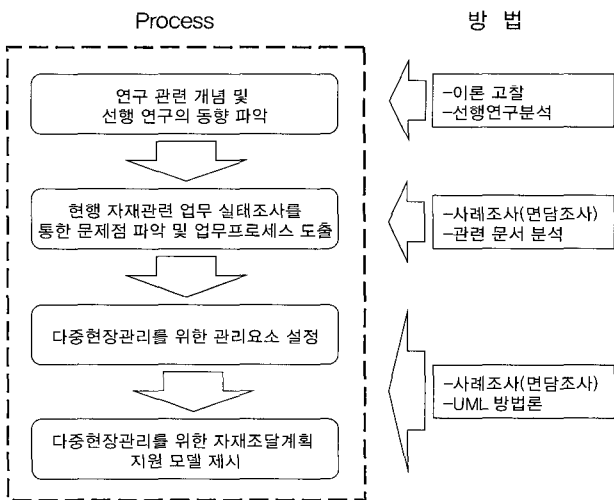 Process
방 법
연구 관련 개념 및
선행 연구의 동향 파악
-이론 고찰
-선행연구분석
현행 자재관련 업무 실태조사를
통한 문제점 파악 및 업무프로세스 도출
-사례조사(면담조사)
-관련 문서 분석
다중현장관리를 위한 관리요소 설정
-사례조사(면담조사)
-UML 방법론
다중현장관리를 위한 자재조달계획
지원 모델 제시